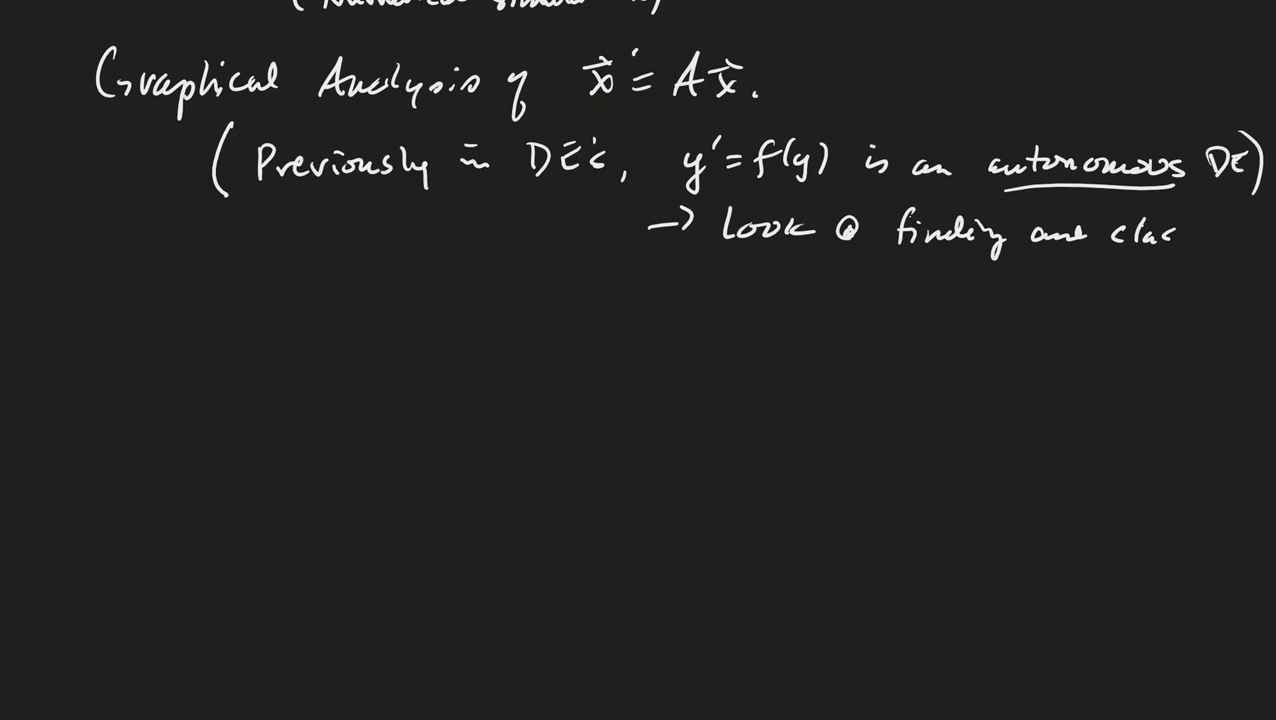 Graphical Analysis of x⃗' = Ax⃗.
(Previously in DE's, y' = f(y) is an autonomous DE)
→ Look @ finding and clas